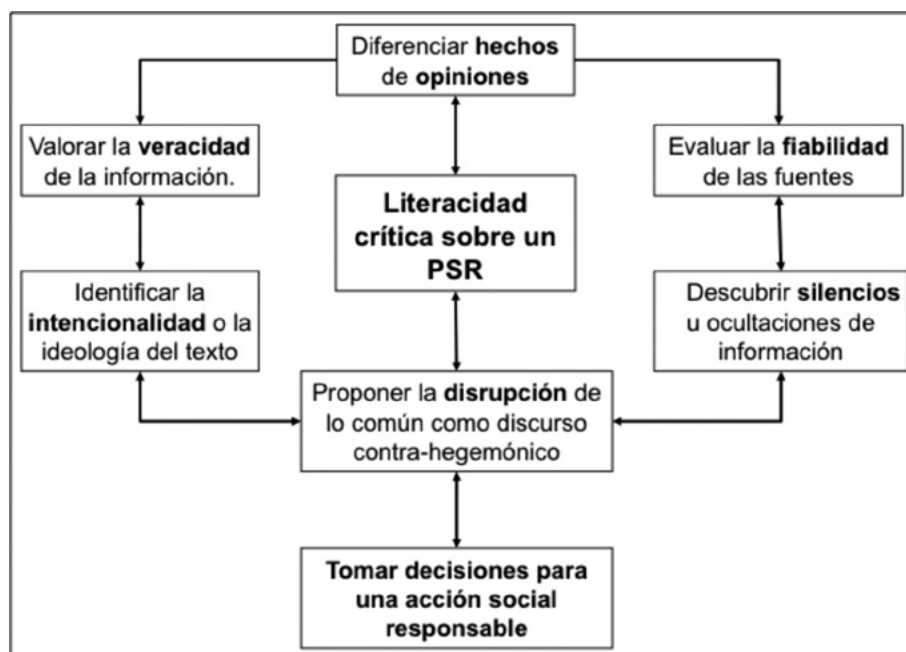 Diferenciar hechos
de opiniones
Valorar la veracidad
de la información.
Evaluar la fiabilidad
de las fuentes
Literacidad
crítica sobre un
PSR
Identificar la
intencionalidad o la
ideología del texto
Descubrir silencios
u ocultaciones de
información
Proponer la disrupción de
lo común como discurso
contra-hegemónico
Tomar decisiones para
una acción social
responsable